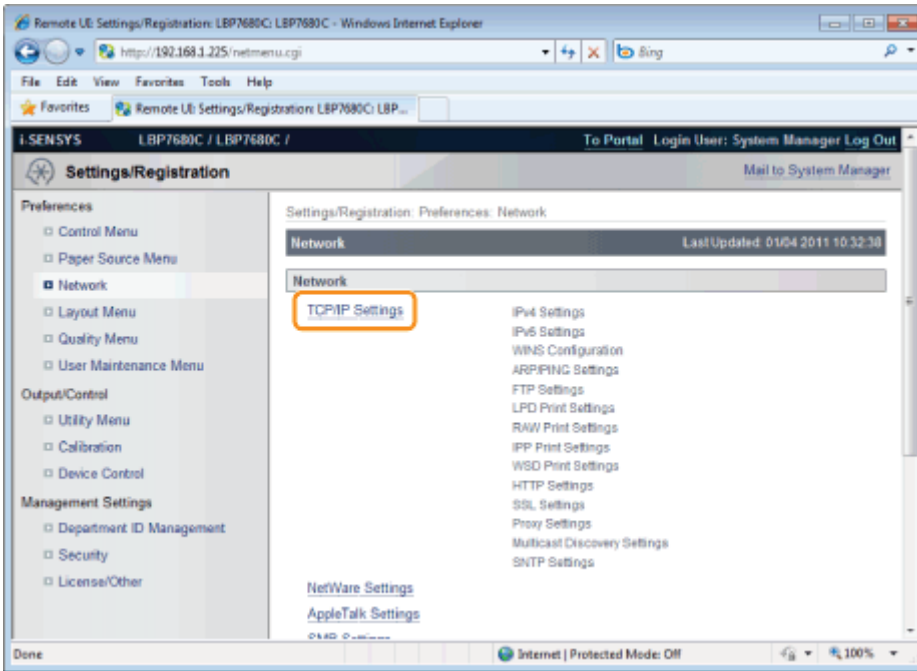 Remote UI: Settings/Registration: LBP7680C: LBP7680C - Windows Internet Explorer
http://192.168.1.225/netmenu.cgi
Bing
File Edit View Favorites Tools Help
Favorites
Remote UI: Settings/Registration: LBP7680C: LBP...
i-SENSYS LBP7680C / LBP7680C /
To Portal Login User: System Manager Log Out
Settings/Registration
Mail to System Manager
Preferences
Control Menu
Paper Source Menu
Network
Layout Menu
Quality Menu
User Maintenance Menu
Output/Control
Utility Menu
Calibration
Device Control
Management Settings
Department ID Management
Security
License/Other
Settings/Registration: Preferences: Network
Network
Last Updated: 01/04 2011 10:32:38
Network
TCP/IP Settings
IPv4 Settings
IPv6 Settings
WINS Configuration
ARP/PING Settings
FTP Settings
LPD Print Settings
RAW Print Settings
IPP Print Settings
WSD Print Settings
HTTP Settings
SSL Settings
Proxy Settings
Multicast Discovery Settings
SNTP Settings
NetWare Settings
AppleTalk Settings
SMB Settings
Done
Internet | Protected Mode: Off
100%